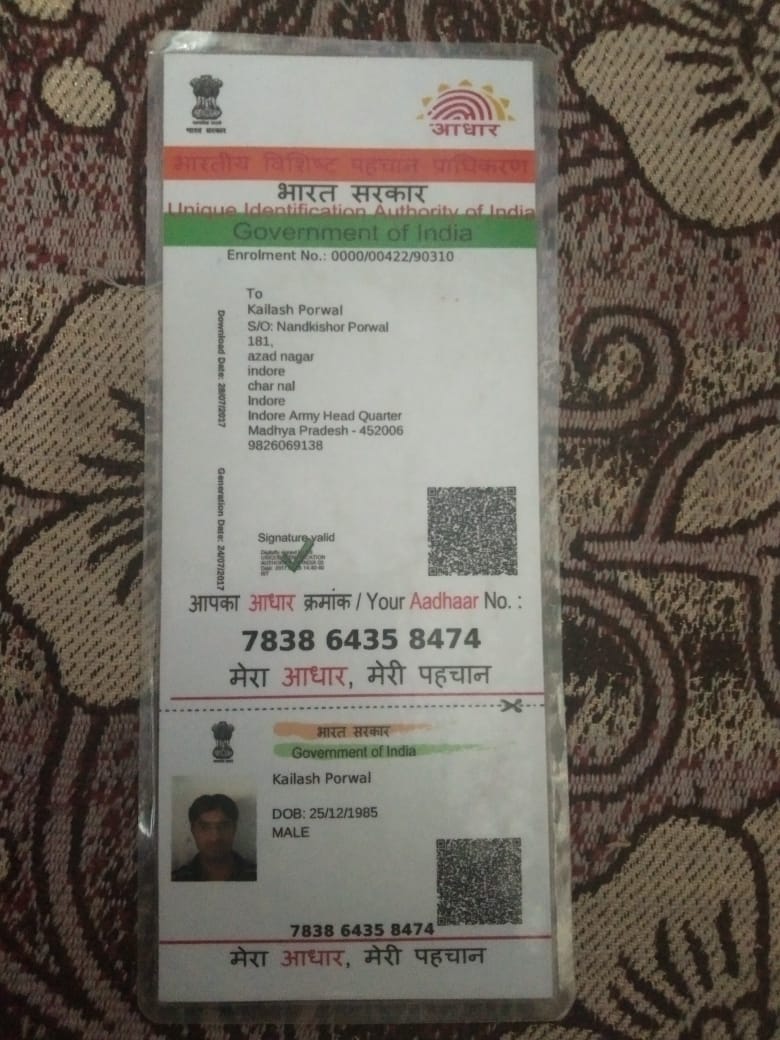 भारत सरकार
आधार
भारतीय विशिष्ट पहचान प्राधिकरण
भारत सरकार
Unique Identification Authority of India
Government of India
Enrolment No.: 0000/00422/90310
To
Kailash Porwal
S/O: Nandkishor Porwal
181,
azad nagar
indore
char nal
Indore
Indore Army Head Quarter
Madhya Pradesh - 452006
9826069138
Download Date: 28/07/2017
Generation Date: 24/07/2017
Signature valid
आपका आधार क्रमांक / Your Aadhaar No. :
7838 6435 8474
मेरा आधार, मेरी पहचान
भारत सरकार
Government of India
Kailash Porwal
DOB: 25/12/1985
MALE
7838 6435 8474
मेरा आधार, मेरी पहचान